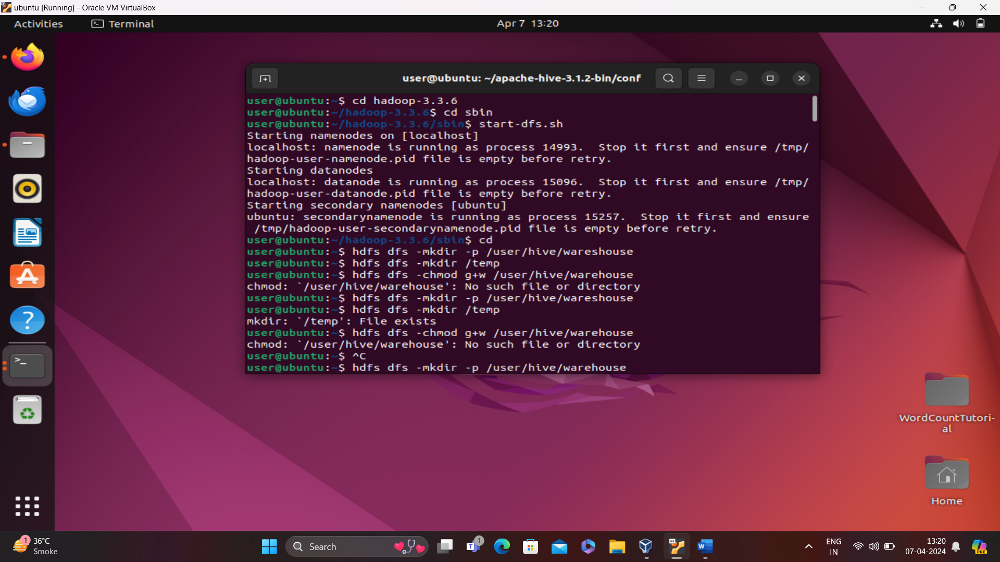 ubuntu [Running] - Oracle VM VirtualBox
Activities
Terminal
Apr 7 13:20
user@ubuntu: ~/apache-hive-3.1.2-bin/conf
user@ubuntu:~$ cd hadoop-3.3.6
user@ubuntu:~/hadoop-3.3.6$ cd sbin
user@ubuntu:~/hadoop-3.3.6/sbin$ start-dfs.sh
Starting namenodes on [localhost]
localhost: namenode is running as process 14993.  Stop it first and ensure /tmp/
hadoop-user-namenode.pid file is empty before retry.
Starting datanodes
localhost: datanode is running as process 15096.  Stop it first and ensure /tmp/
hadoop-user-datanode.pid file is empty before retry.
Starting secondary namenodes [ubuntu]
ubuntu: secondarynamenode is running as process 15257.  Stop it first and ensure
 /tmp/hadoop-user-secondarynamenode.pid file is empty before retry.
user@ubuntu:~/hadoop-3.3.6/sbin$ cd
user@ubuntu:~$ hdfs dfs -mkdir -p /user/hive/wareshouse
user@ubuntu:~$ hdfs dfs -mkdir /temp
user@ubuntu:~$ hdfs dfs -chmod g+w /user/hive/warehouse
chmod: `/user/hive/warehouse': No such file or directory
user@ubuntu:~$ hdfs dfs -mkdir -p /user/hive/wareshouse
user@ubuntu:~$ hdfs dfs -mkdir /temp
mkdir: `/temp': File exists
user@ubuntu:~$ hdfs dfs -chmod g+w /user/hive/warehouse
chmod: `/user/hive/warehouse': No such file or directory
user@ubuntu:~$ ^C
user@ubuntu:~$ hdfs dfs -mkdir -p /user/hive/warehouse
WordCountTutori-
al
Home
1
36°C
Smoke
Search
1
ENG
IN
13:20
07-04-2024
PRE